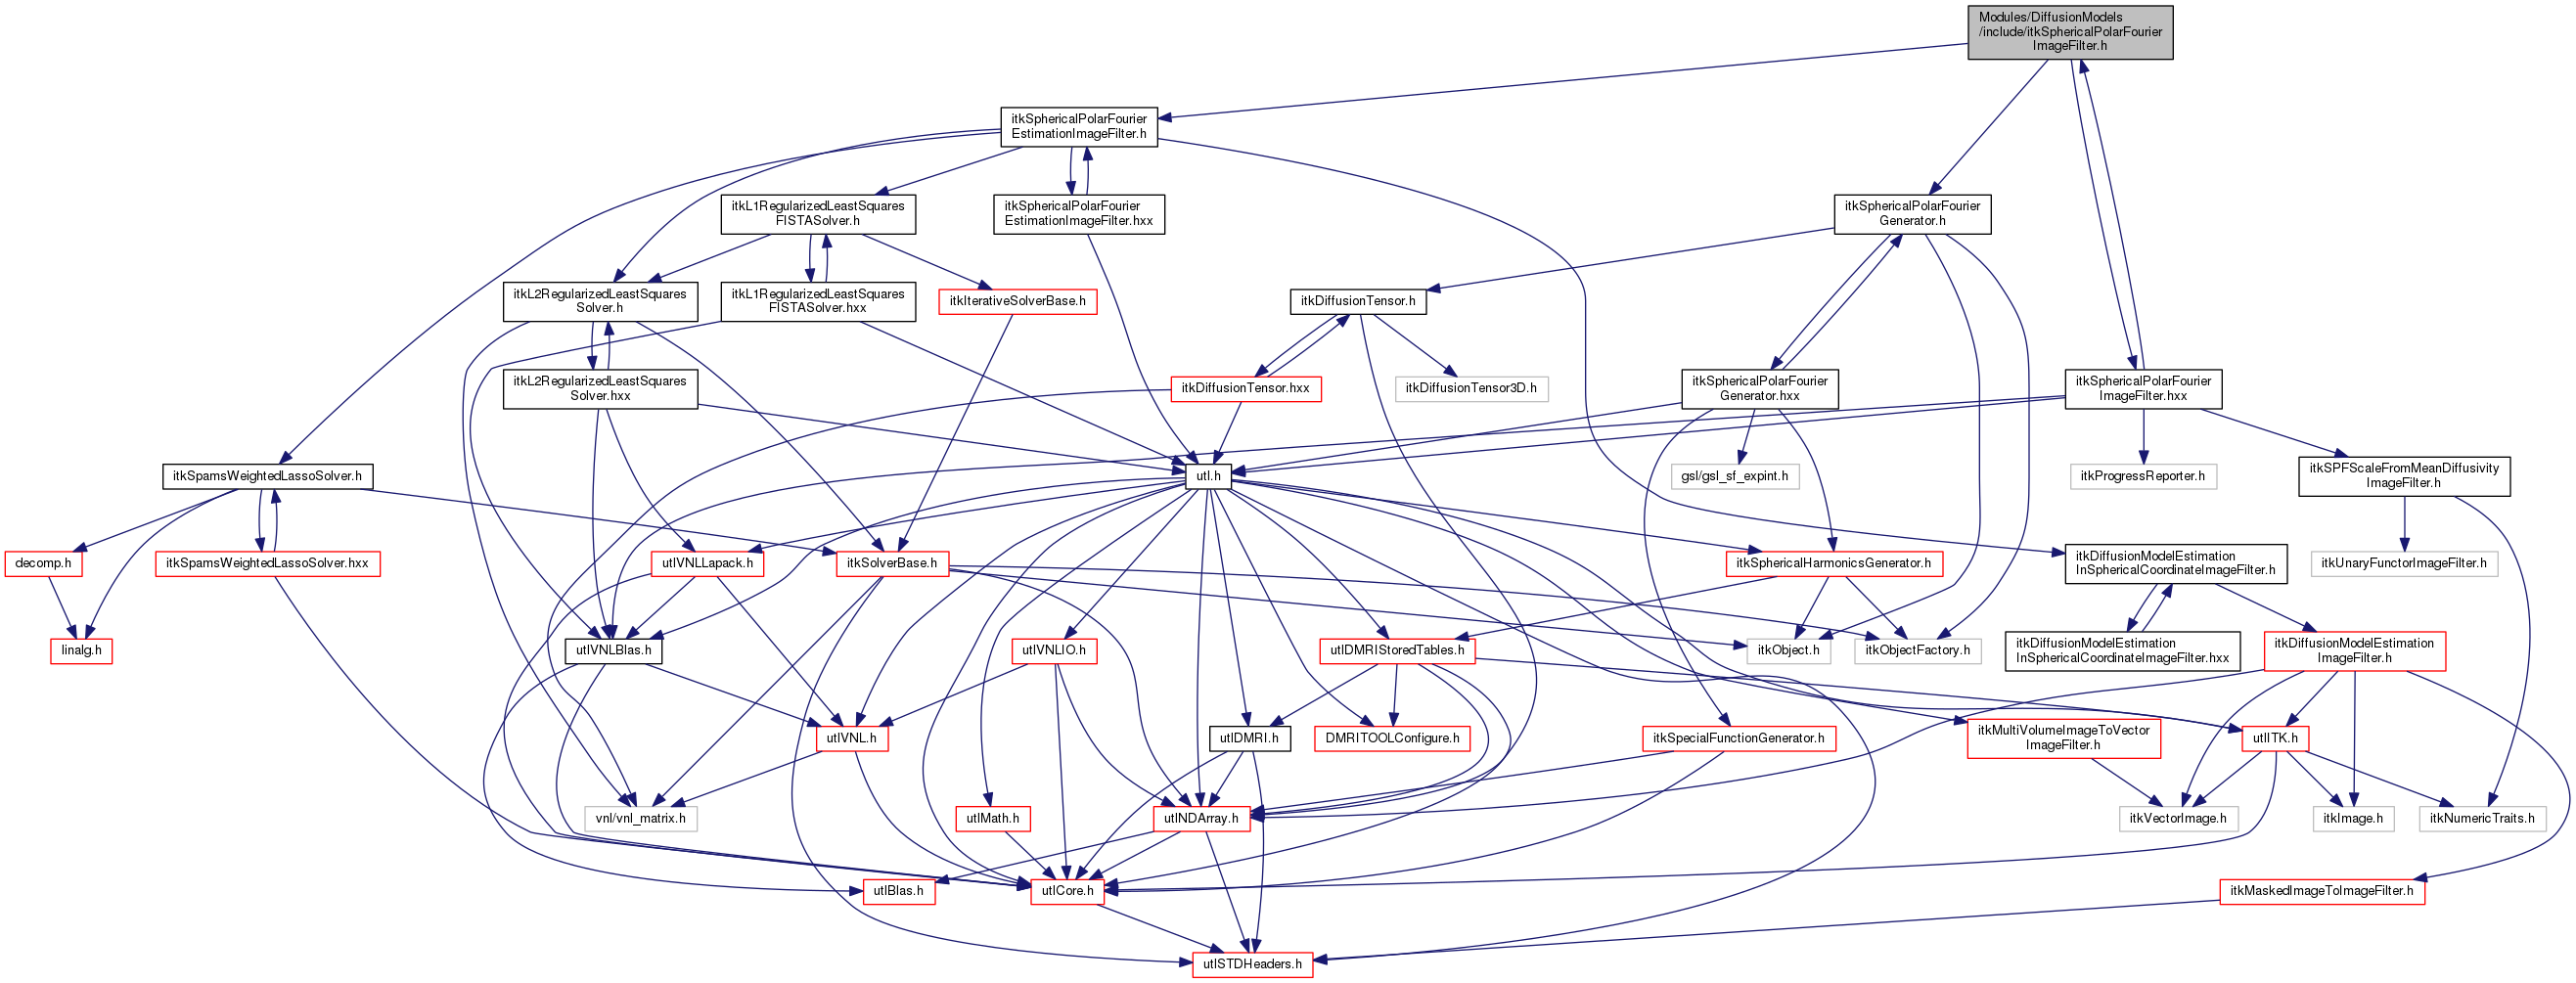 Modules/DiffusionModels
/include/itkSphericalPolarFourier
ImageFilter.h
itkSphericalPolarFourier
EstimationImageFilter.h
itkL1RegularizedLeastSquares
FISTASolver.h
itkSphericalPolarFourier
EstimationImageFilter.hxx
itkSphericalPolarFourier
Generator.h
itkL2RegularizedLeastSquares
Solver.h
itkL1RegularizedLeastSquares
FISTASolver.hxx
itkIterativeSolverBase.h
itkDiffusionTensor.h
itkL2RegularizedLeastSquares
Solver.hxx
itkDiffusionTensor.hxx
itkDiffusionTensor3D.h
itkSphericalPolarFourier
Generator.hxx
itkSphericalPolarFourier
ImageFilter.hxx
itkSpamsWeightedLassoSolver.h
utl.h
gsl/gsl_sf_expint.h
itkProgressReporter.h
itkSPFScaleFromMeanDiffusivity
ImageFilter.h
decomp.h
itkSpamsWeightedLassoSolver.hxx
utlVNLLapack.h
itkSolverBase.h
itkSphericalHarmonicsGenerator.h
itkDiffusionModelEstimation
InSphericalCoordinateImageFilter.h
itkUnaryFunctorImageFilter.h
linalg.h
utlVNLBlas.h
utlVNLIO.h
utlDMRIStoredTables.h
itkObject.h
itkObjectFactory.h
itkDiffusionModelEstimation
InSphericalCoordinateImageFilter.hxx
itkDiffusionModelEstimation
ImageFilter.h
utlVNL.h
utlDMRI.h
DMRITOOLConfigure.h
itkSpecialFunctionGenerator.h
itkMultiVolumeImageToVector
ImageFilter.h
utlITK.h
vnl/vnl_matrix.h
utlMath.h
utlNDArray.h
itkVectorImage.h
itkImage.h
itkNumericTraits.h
utlBlas.h
utlCore.h
itkMaskedImageToImageFilter.h
utlSTDHeaders.h